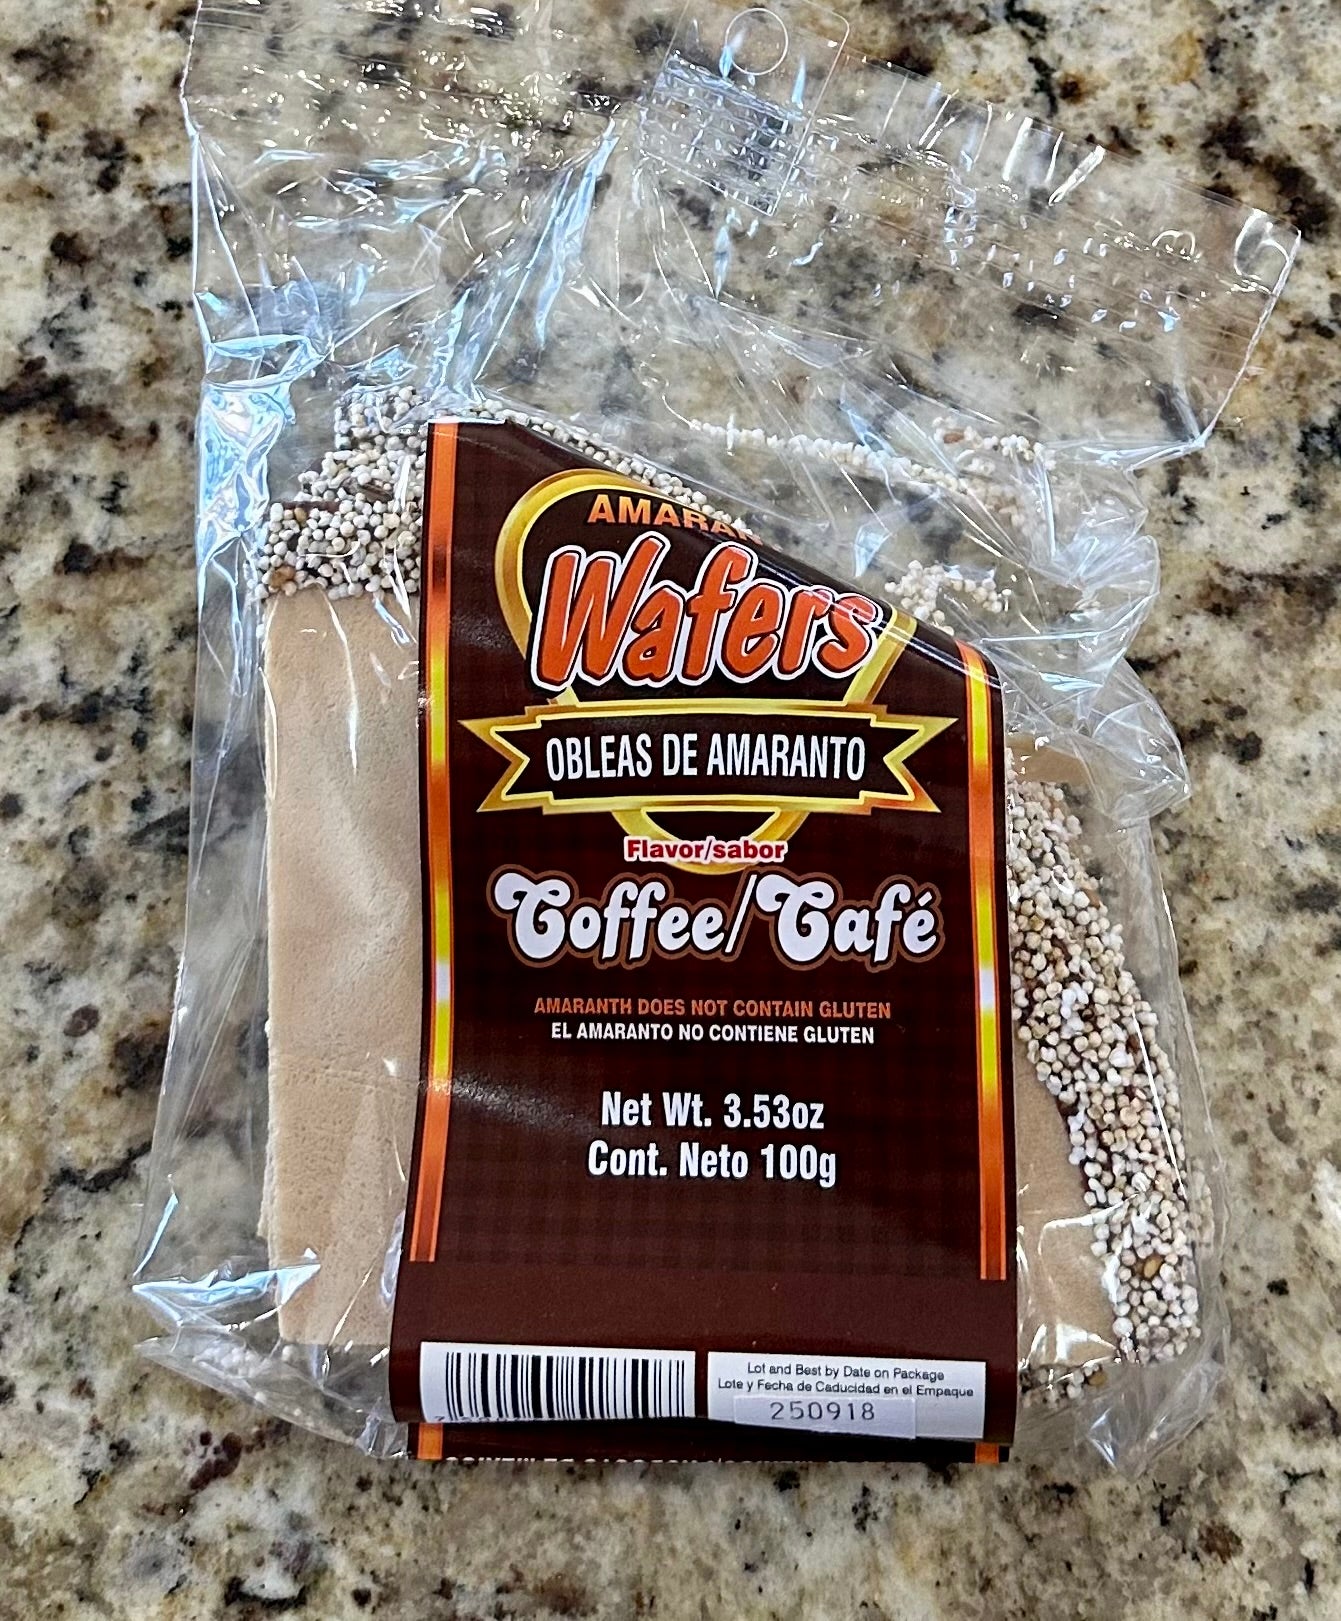 Wafers
OBLEAS DE AMARANTO
Flavor/sabor
Coffee/Café
AMARANTH DOES NOT CONTAIN GLUTEN
EL AMARANTO NO CONTIENE GLUTEN
Net Wt. 3.53oz
Cont. Neto 100g
Lot and Best by Date on Package
Lote y Fecha de Caducidad en el Empaque
250918